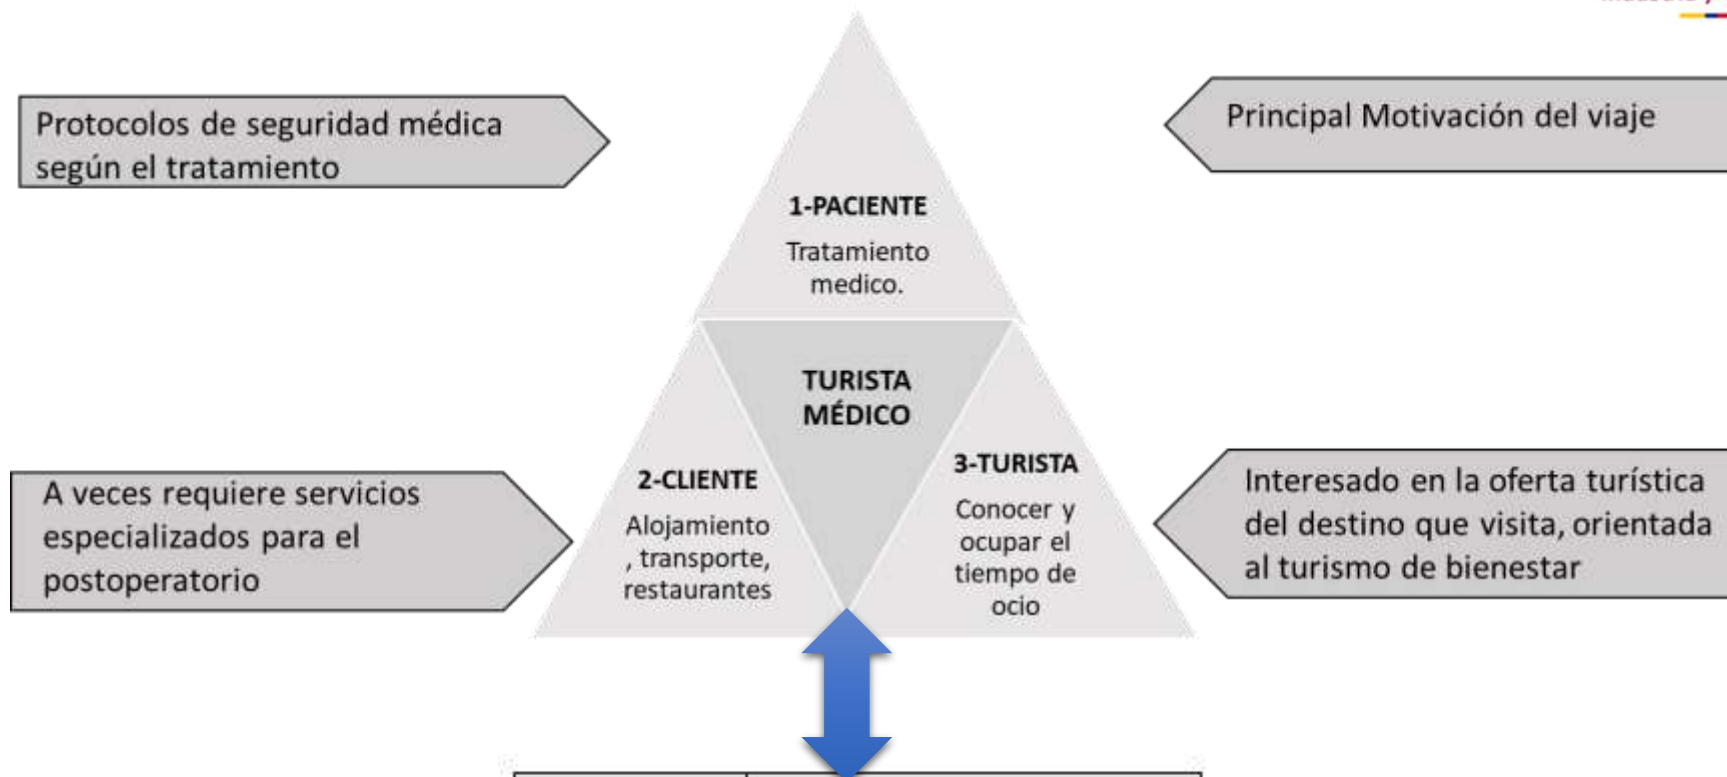 Protocolos de seguridad médica
según el tratamiento
Principal Motivación del viaje
1-PACIENTE
Tratamiento
medico.
TURISTA
MÉDICO
2-CLIENTE
Alojamiento
, transporte,
restaurantes
3-TURISTA
Conocer y
ocupar el
tiempo de
ocio
A veces requiere servicios
especializados para el
postoperatorio
Interesado en la oferta turística
del destino que visita, orientada
al turismo de bienestar